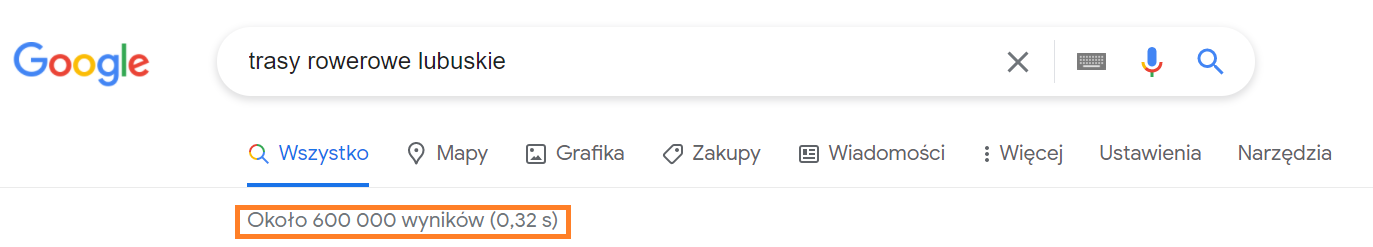 Google trasy rowerowe lubuskie
Wszystko Mapy Grafika Zakupy Wiadomości Więcej Ustawienia Narzędzia
Około 600 000 wyników (0,32 s)